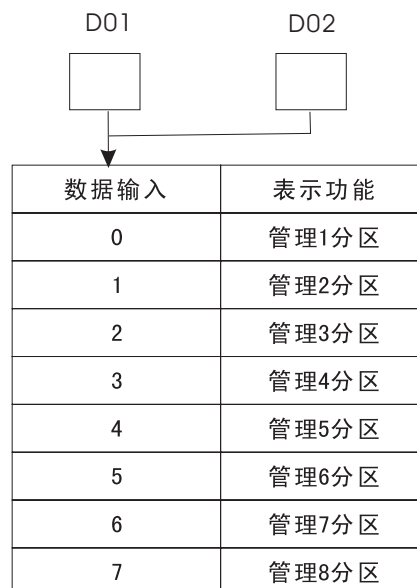 D01 D02
数据输入 表示功能
0 管理1分区
1 管理2分区
2 管理3分区
3 管理4分区
4 管理5分区
5 管理6分区
6 管理7分区
7 管理8分区